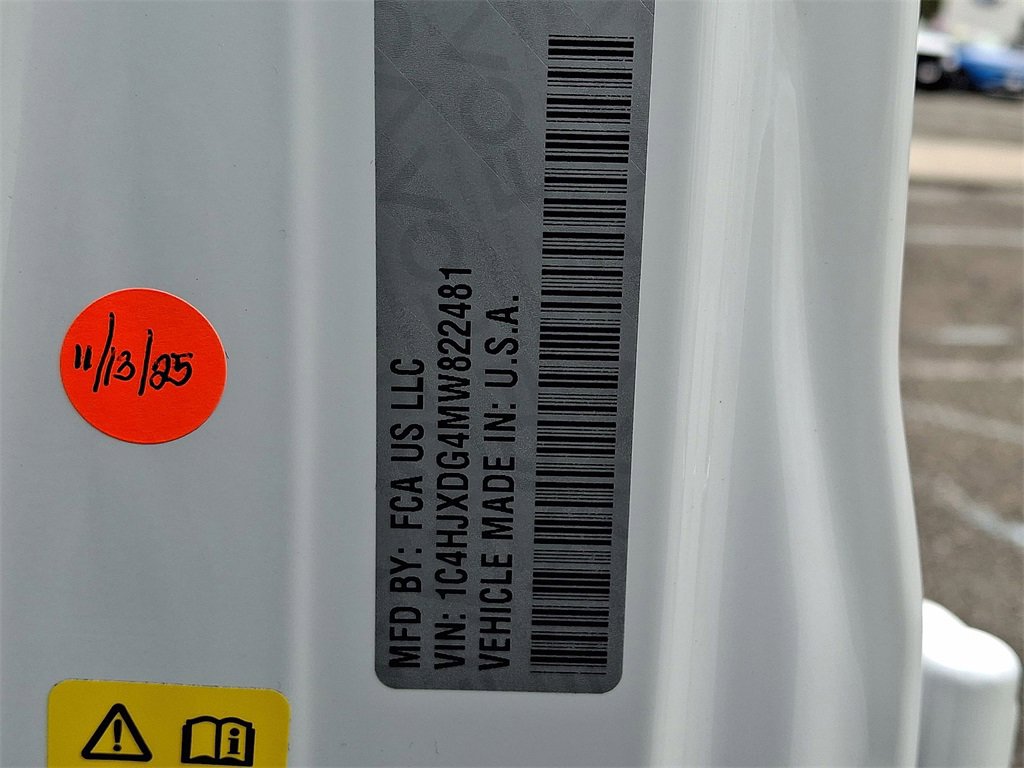 MFD BY: FCA US LLC
VIN: 1C4HJXDG4MW822481
VEHICLE MADE IN: U.S.A.
11/13/25